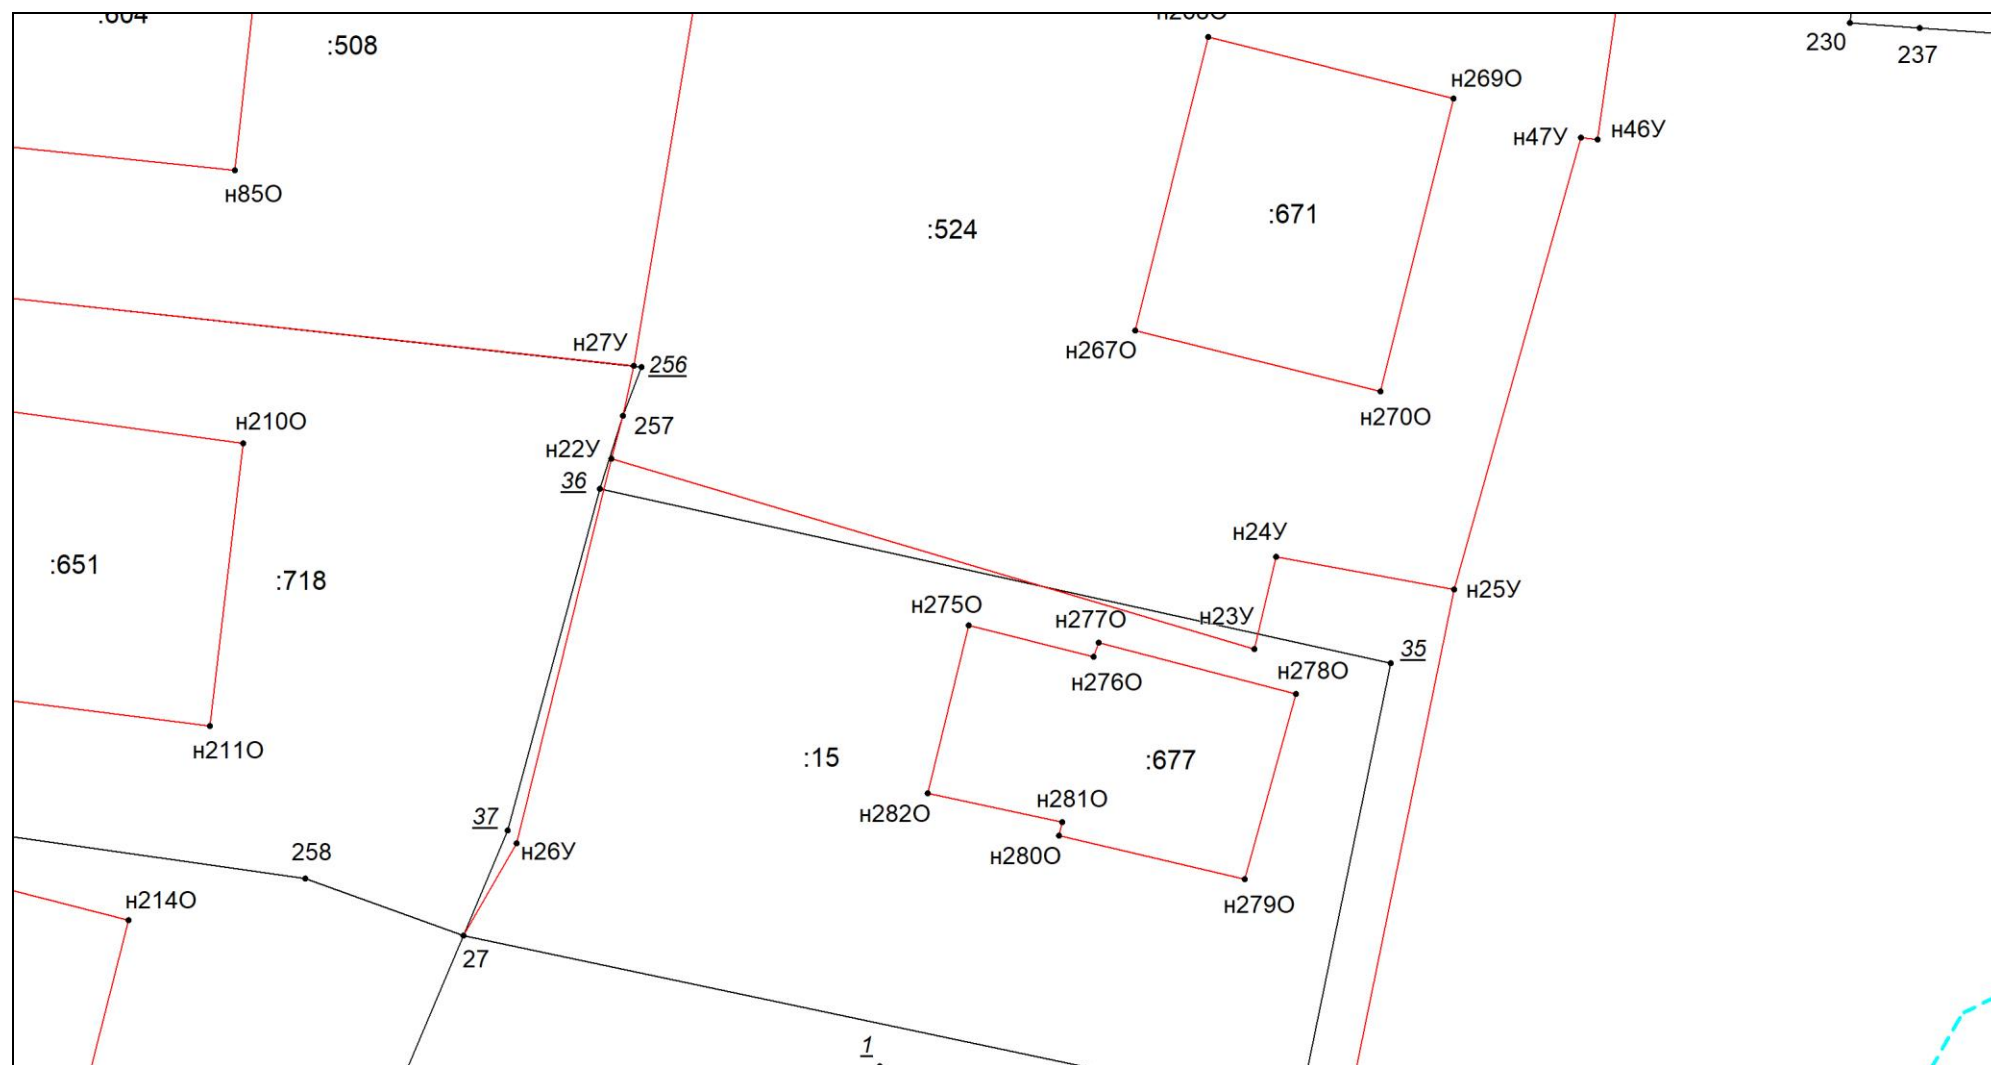 :604
:508
н268О
230
237
н269О
н47У
н46У
н85О
:671
:524
н27У
256
н267О
н270О
н210О
257
н22У
36
н24У
:651
:718
н25У
н275О
н277О
н23У
35
н276О
н278О
н211О
:15
:677
37
н282О
н281О
258
н26У
н280О
н214О
н279О
27
1